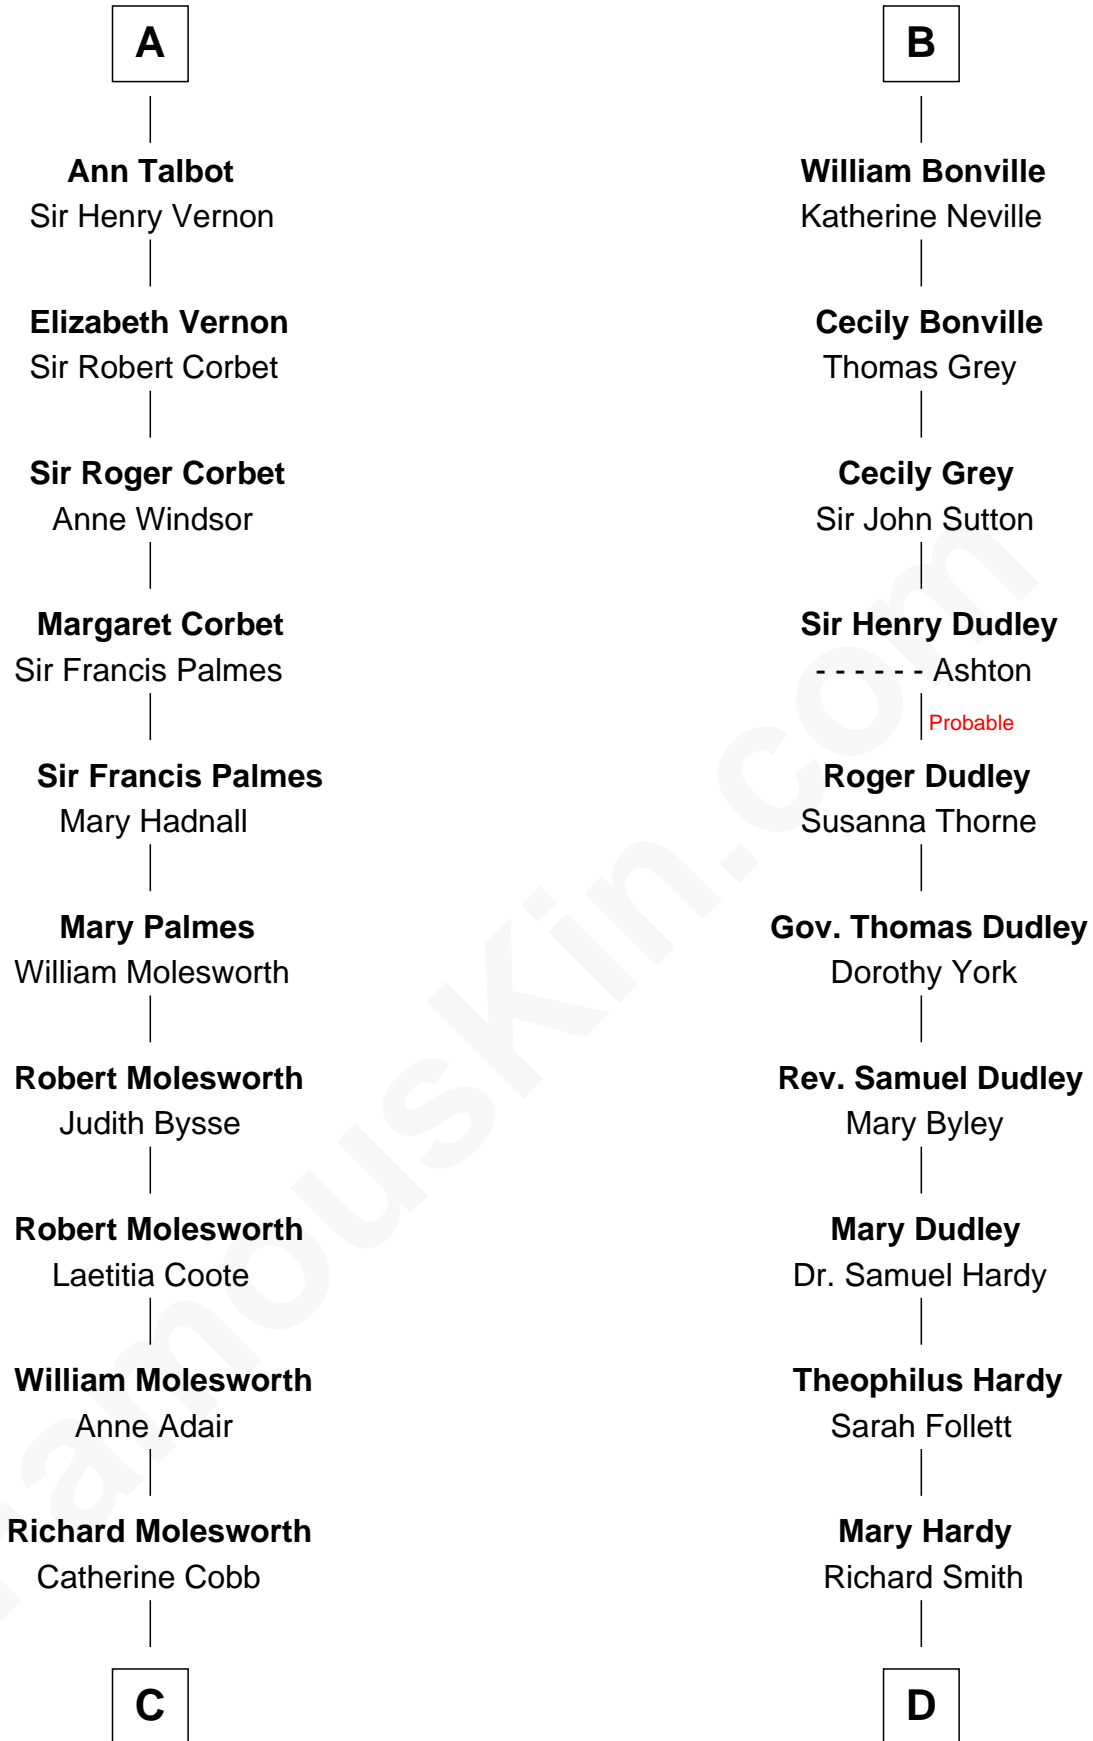 A
Ann Talbot
Sir Henry Vernon
Elizabeth Vernon
Sir Robert Corbet
Sir Roger Corbet
Anne Windsor
Margaret Corbet
Sir Francis Palmes
Sir Francis Palmes
Mary Hadnall
Mary Palmes
William Molesworth
Robert Molesworth
Judith Bysse
Robert Molesworth
Laetitia Coote
William Molesworth
Anne Adair
Richard Molesworth
Catherine Cobb
C
B
William Bonville
Katherine Neville
Cecily Bonville
Thomas Grey
Cecily Grey
Sir John Sutton
Sir Henry Dudley
- - - - - - Ashton
Probable
Roger Dudley
Susanna Thorne
Gov. Thomas Dudley
Dorothy York
Rev. Samuel Dudley
Mary Byley
Mary Dudley
Dr. Samuel Hardy
Theophilus Hardy
Sarah Follett
Mary Hardy
Richard Smith
D
FamousKin.com